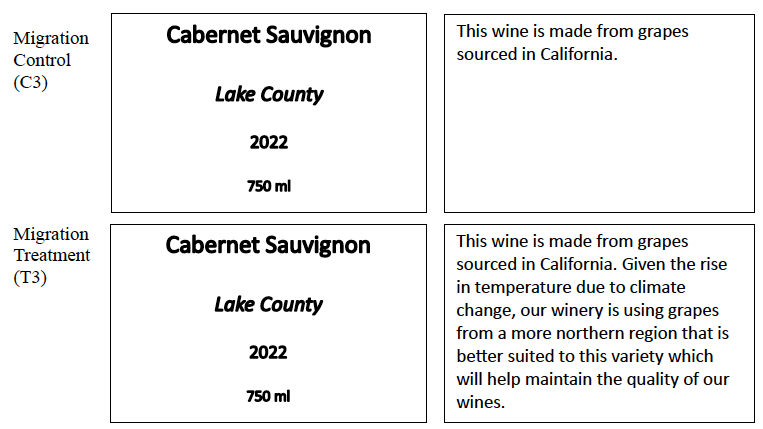 Migration
Control
(C3)
Cabernet Sauvignon
Lake County
2022
750 ml
This wine is made from grapes
sourced in California.
Migration
Treatment
(T3)
Cabernet Sauvignon
Lake County
2022
750 ml
This wine is made from grapes
sourced in California. Given the rise
in temperature due to climate
change, our winery is using grapes
from a more northern region that is
better suited to this variety which
will help maintain the quality of our
wines.